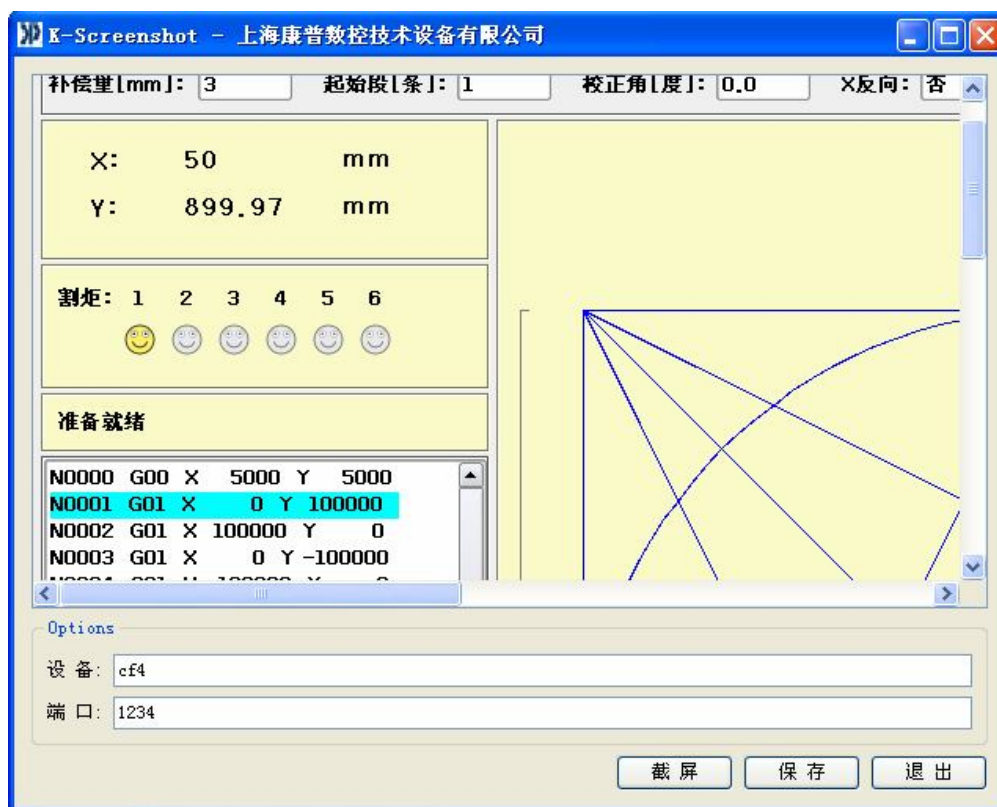 K-Screenshot - 上海康普数控技术设备有限公司
补偿量[mm]: 3 起始段[条]: 1 校正角[度]: 0.0 X反向: 否
X: 50 mm
Y: 899.97 mm
割炬: 1 2 3 4 5 6
准备就绪
N0000 G00 X 5000 Y 5000
N0001 G01 X 0 Y 100000
N0002 G01 X 100000 Y 0
N0003 G01 X 0 Y -100000
Options
设 备: cf4
端 口: 1234
截 屏 保 存 退 出